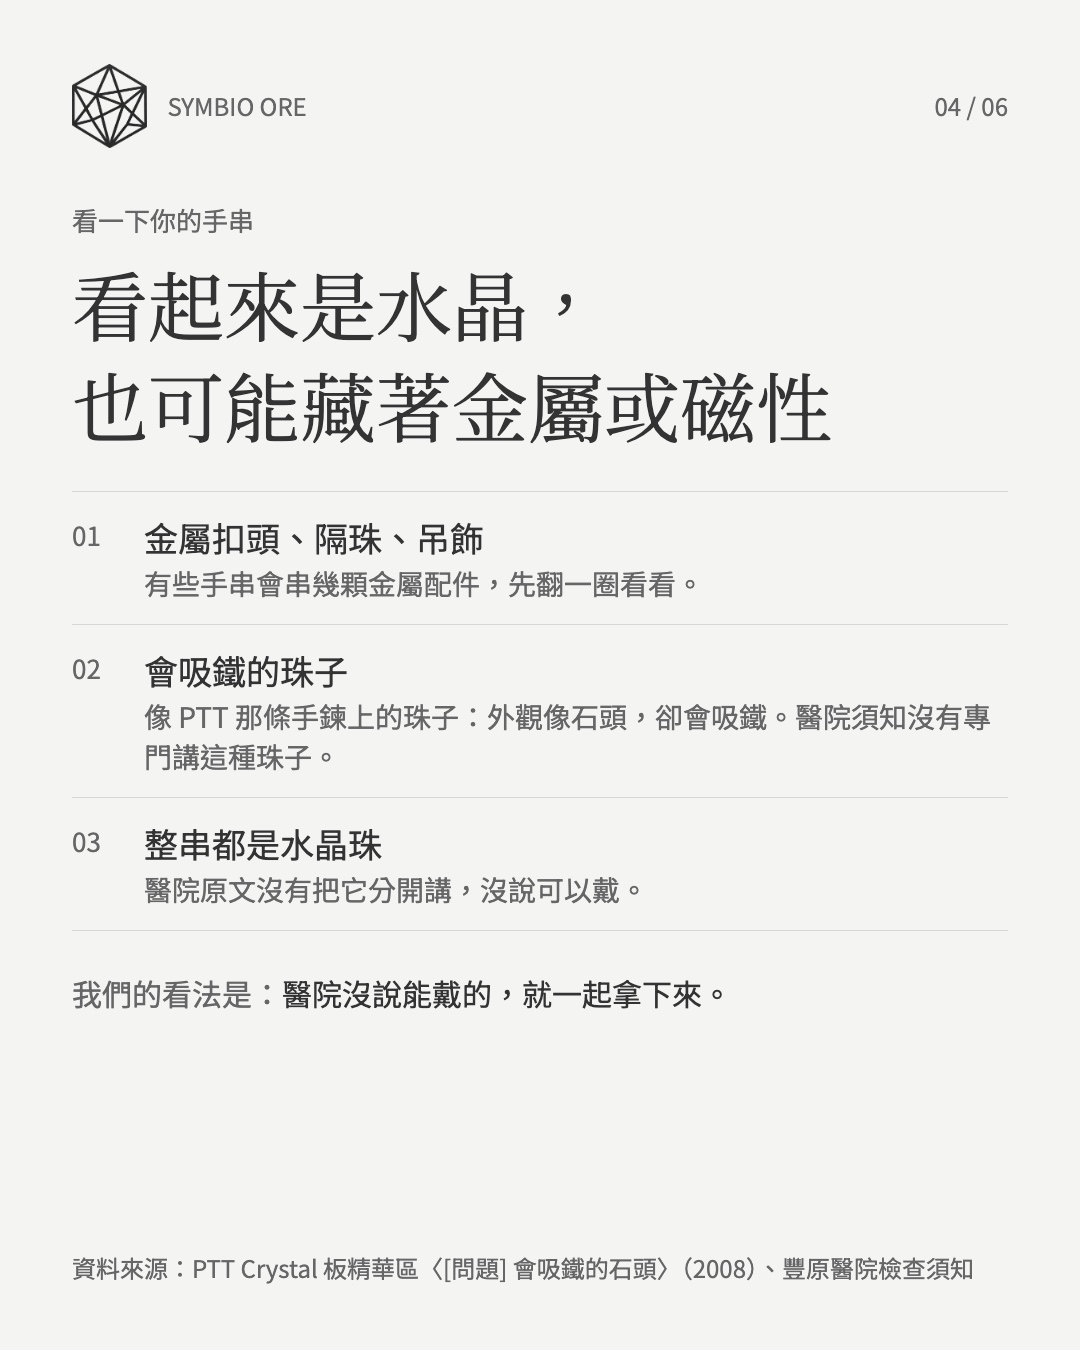 SYMBIO ORE
04 / 06
看一下你的手串
看起來是水晶，
也可能藏著金屬或磁性
01 金屬扣頭、隔珠、吊飾
有些手串會串幾顆金屬配件，先翻一圈看看。
02 會吸鐵的珠子
像 PTT 那條手鍊上的珠子：外觀像石頭，卻會吸鐵。醫院須知沒有專
門講這種珠子。
03 整串都是水晶珠
醫院原文沒有把它分開講，沒說可以戴。
我們的看法是：醫院沒說能戴的，就一起拿下來。
資料來源：PTT Crystal 板精華區〈[問題] 會吸鐵的石頭〉（2008）、豐原醫院檢查須知